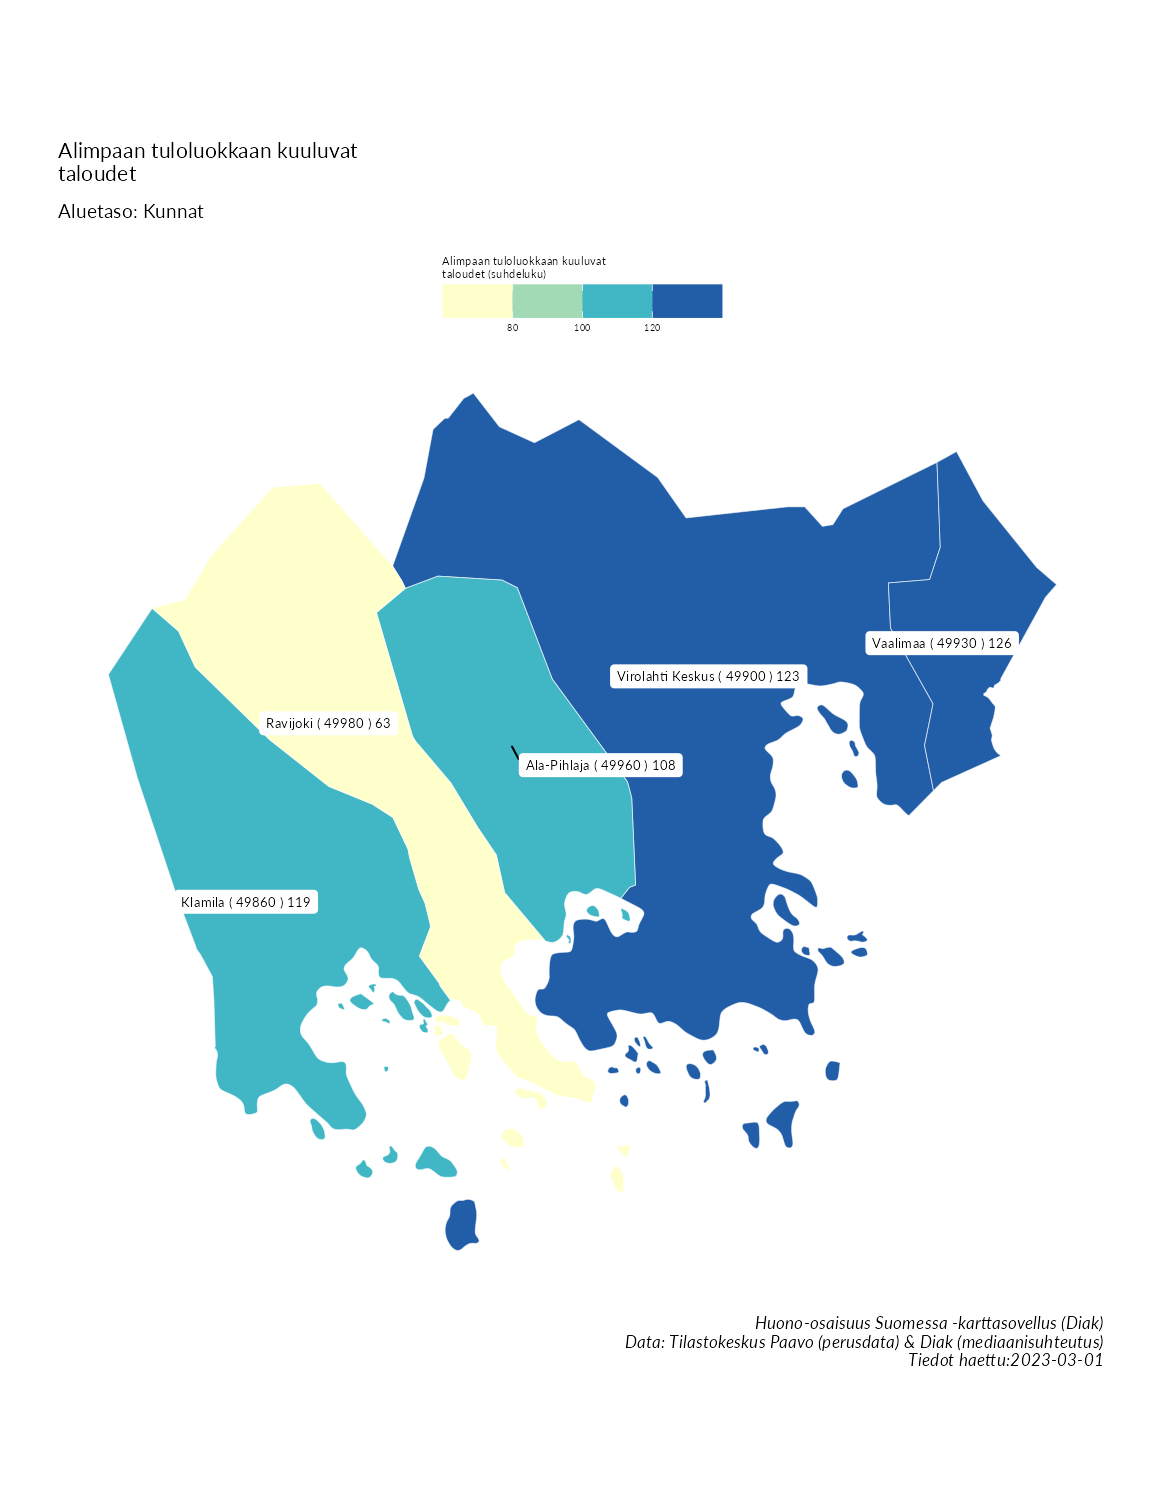 Alimpaan tuloluokkaan kuuluvat
taloudet
Aluetaso: Kunnat
Alimpaan tuloluokkaan kuuluvat
taloudet (suhdeluku)
80 100 120
Vaalimaa ( 49930 ) 126
Virolahti Keskus ( 49900 ) 123
Ravijoki ( 49980 ) 63
Ala-Pihlaja ( 49960 ) 108
Klamila ( 49860 ) 119
Huono-osaisuus Suomessa -karttasovellus (Diak)
Data: Tilastokeskus Paavo (perusdata) & Diak (mediaanisuhteutus)
Tiedot haettu:2023-03-01